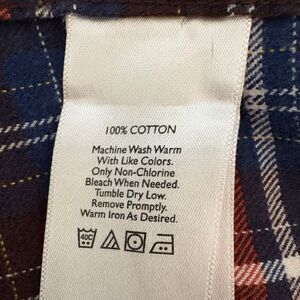 100% COTTON
Machine Wash Warm
With Like Colors.
Only Non-Chlorine
Bleach When Needed.
Tumble Dry Low.
Remove Promptly.
Warm Iron As Desired.
40C